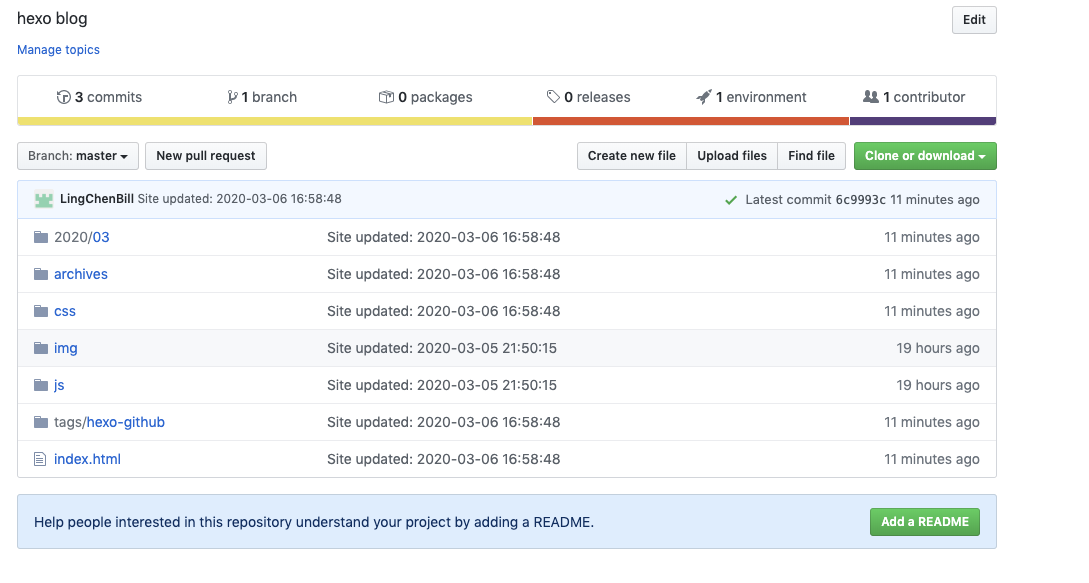 hexo blog
Edit
Manage topics
3 commits 1 branch 0 packages 0 releases 1 environment 1 contributor
Branch: master New pull request Create new file Upload files Find file Clone or download
LingChenBill Site updated: 2020-03-06 16:58:48 Latest commit 6c9993c 11 minutes ago
2020/03 Site updated: 2020-03-06 16:58:48 11 minutes ago
archives Site updated: 2020-03-06 16:58:48 11 minutes ago
css Site updated: 2020-03-06 16:58:48 11 minutes ago
img Site updated: 2020-03-05 21:50:15 19 hours ago
js Site updated: 2020-03-05 21:50:15 19 hours ago
tags/hexo-github Site updated: 2020-03-06 16:58:48 11 minutes ago
index.html Site updated: 2020-03-06 16:58:48 11 minutes ago
Help people interested in this repository understand your project by adding a README. Add a README